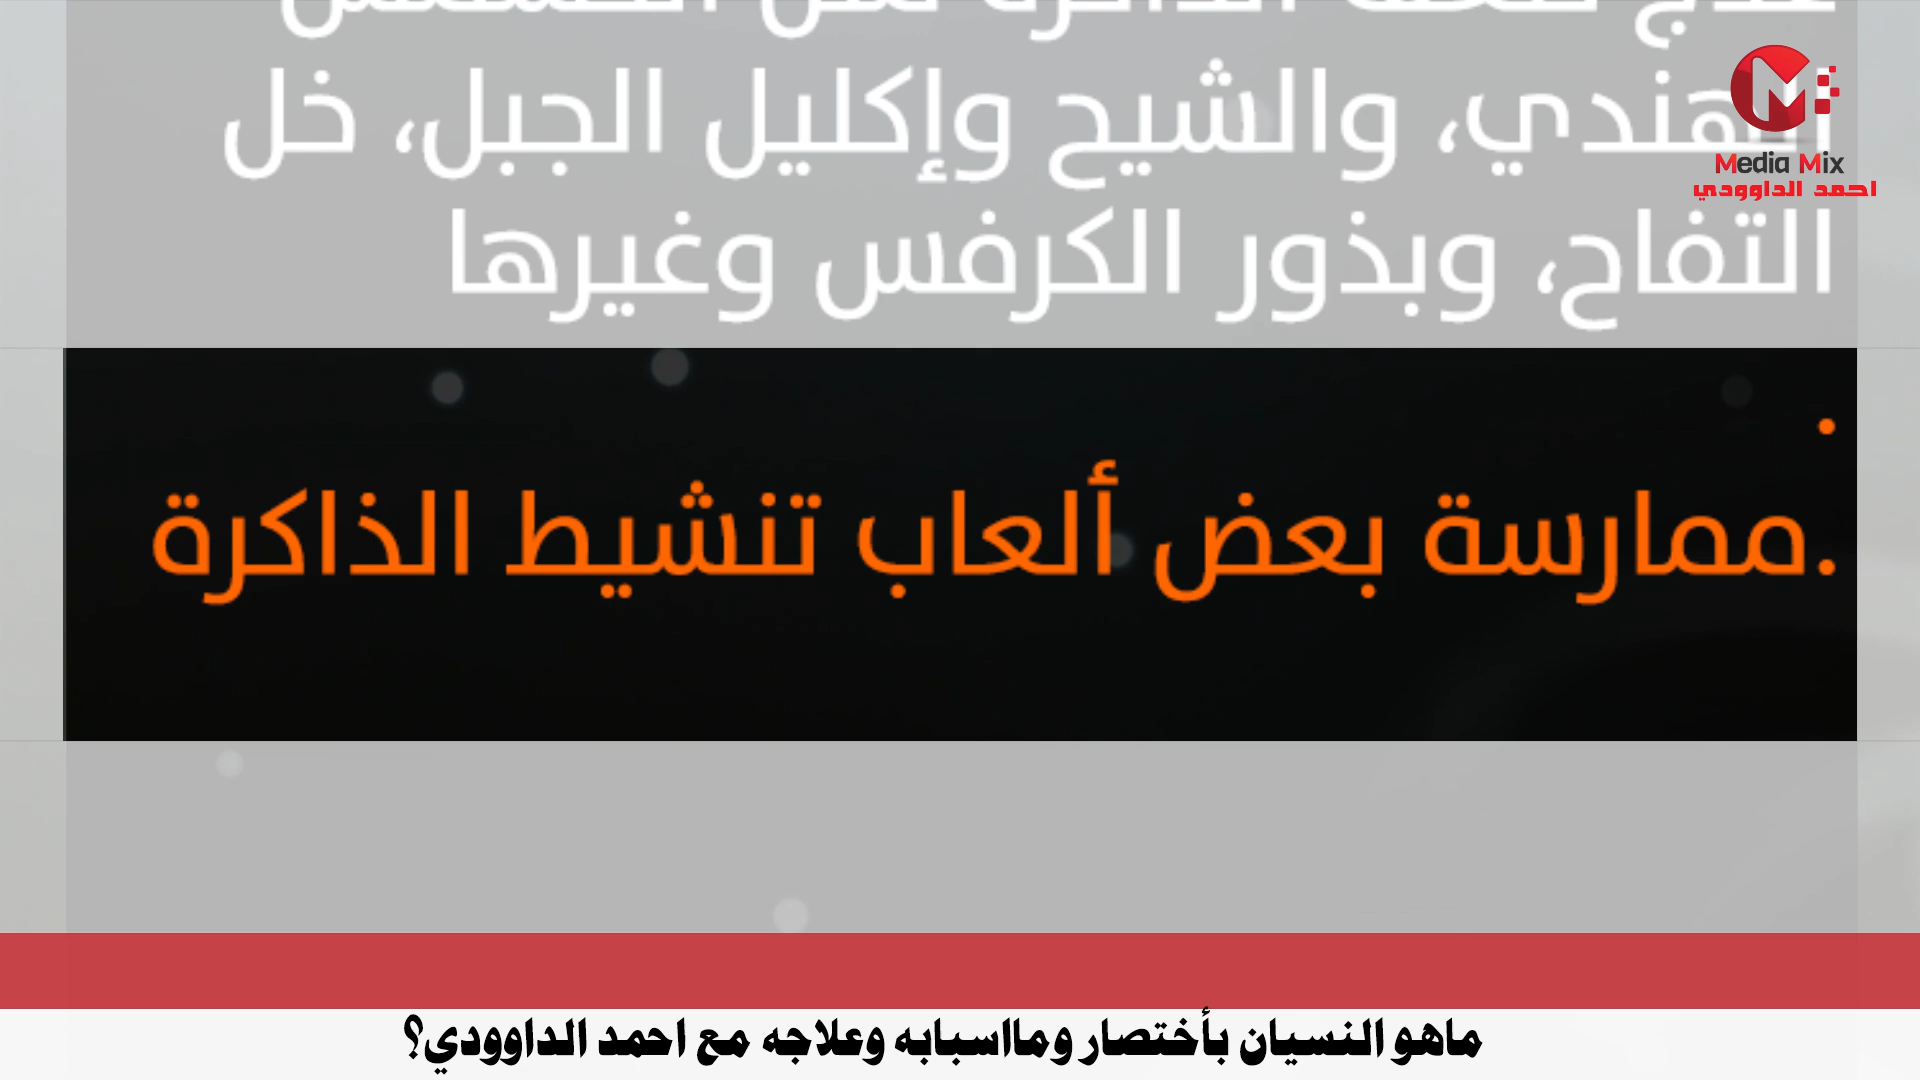 الهندي، والشيح وإكليل الجبل، خل
التفاح، وبذور الكرفس وغيرها
Media Mix
احمد الداوودي
.
.ممارسة بعض ألعاب تنشيط الذاكرة
ماهو النسيان بأختصار ومااسبابه وعلاجه مع احمد الداوودي؟